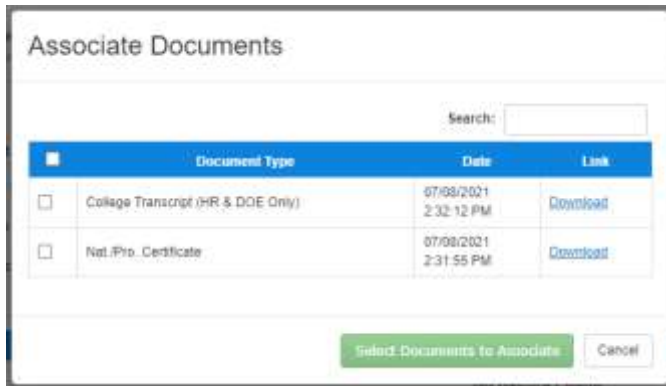 Associate Documents
Search:
Document Type Date Link
College Transcript (HR & DOE Only) 07/08/2021 2:32:12 PM Download
Nat./Pro. Certificate 07/08/2021 2:31:55 PM Download
Select Documents to Associate Cancel